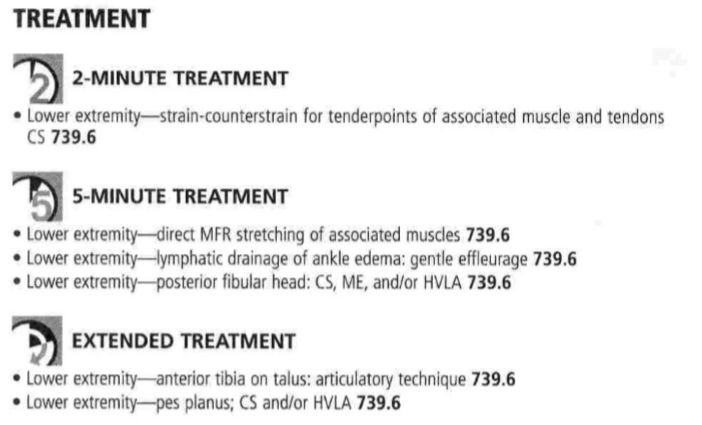 TREATMENT
2 2-MINUTE TREATMENT
• Lower extremity—strain-counterstrain for tenderpoints of associated muscle and tendons
CS 739.6
5 5-MINUTE TREATMENT
• Lower extremity—direct MFR stretching of associated muscles 739.6
• Lower extremity—lymphatic drainage of ankle edema: gentle effleurage 739.6
• Lower extremity—posterior fibular head: CS, ME, and/or HVLA 739.6
EXTENDED TREATMENT
• Lower extremity—anterior tibia on talus: articulatory technique 739.6
• Lower extremity—pes planus; CS and/or HVLA 739.6